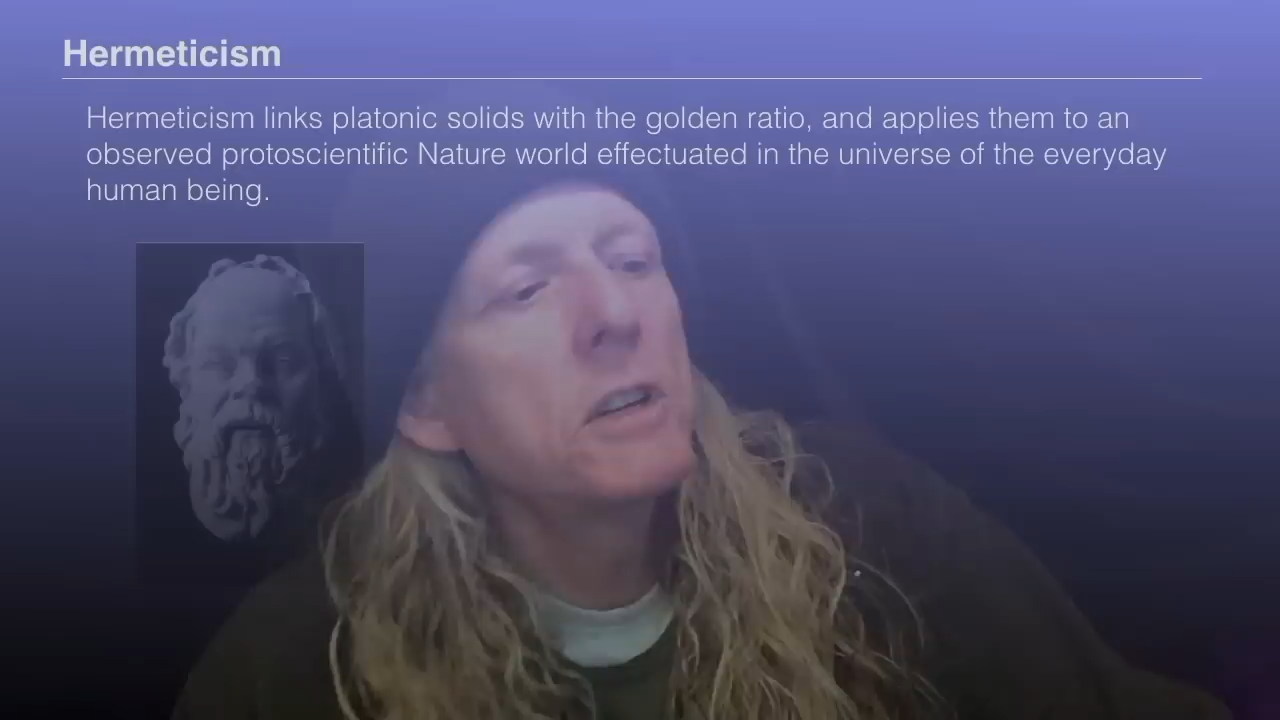 Hermeticism
Hermeticism links platonic solids with the golden ratio, and applies them to an
observed protoscientific Nature world effectuated in the universe of the everyday
human being.